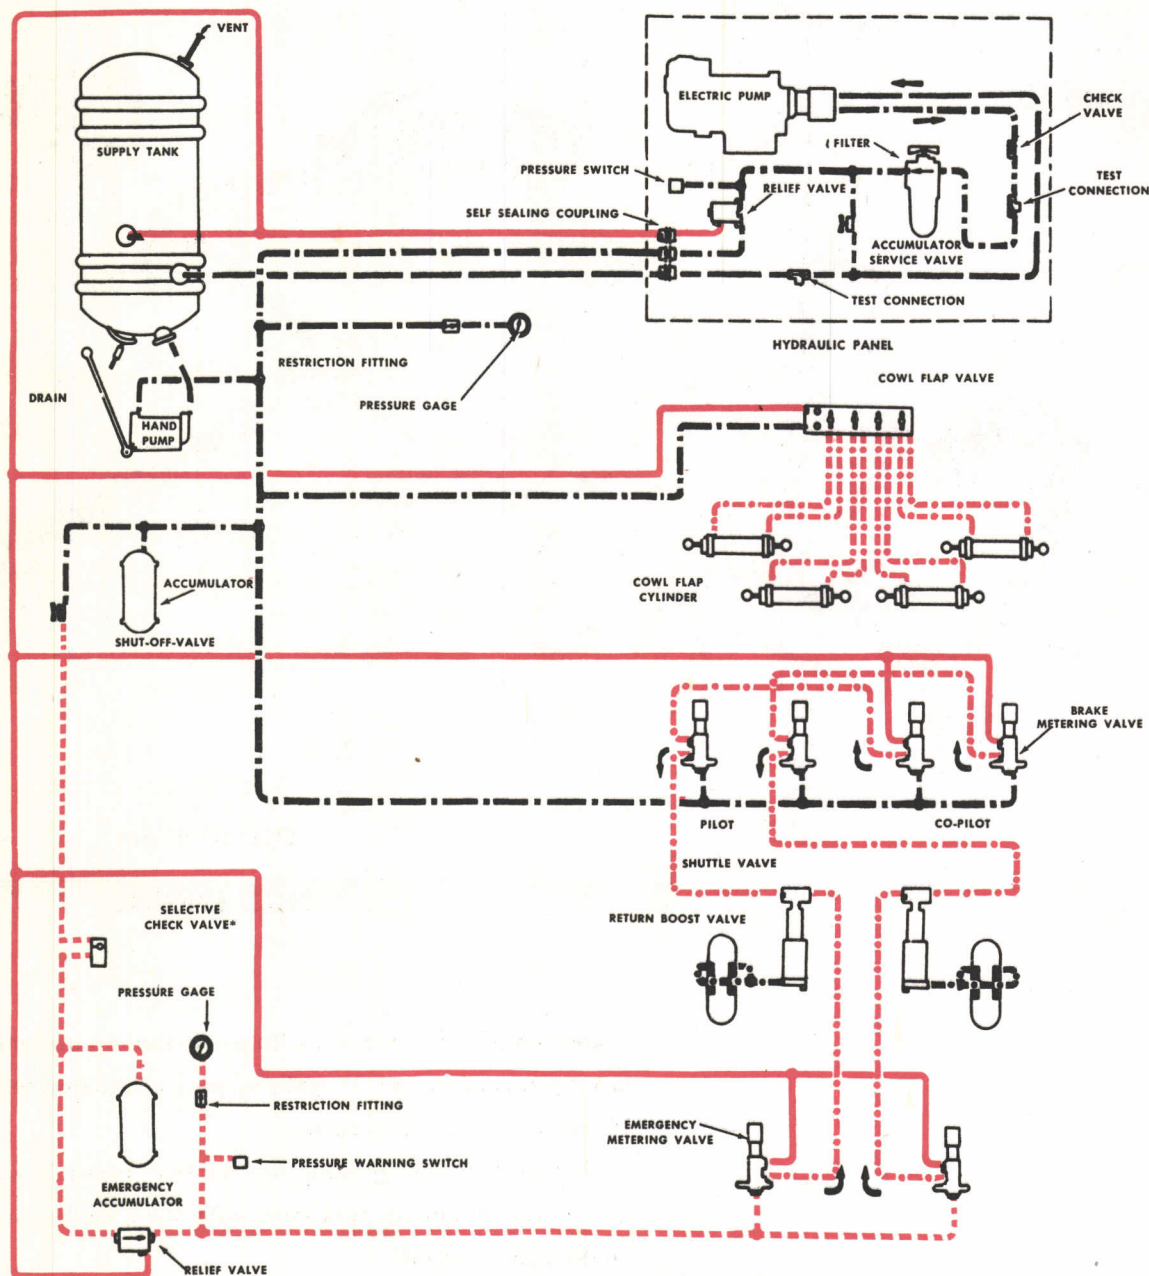 VENT
SUPPLY TANK
ELECTRIC PUMP
CHECK
VALVE
FILTER
PRESSURE SWITCH
RELIEF VALVE
TEST
CONNECTION
SELF SEALING COUPLING
ACCUMULATOR
SERVICE VALVE
TEST CONNECTION
HYDRAULIC PANEL
RESTRICTION FITTING
PRESSURE GAGE
DRAIN
HAND
PUMP
COWL FLAP VALVE
ACCUMULATOR
SHUT-OFF-VALVE
COWL FLAP
CYLINDER
BRAKE
METERING VALVE
PILOT
CO-PILOT
SHUTTLE VALVE
RETURN BOOST VALVE
SELECTIVE
CHECK VALVE*
PRESSURE GAGE
RESTRICTION FITTING
EMERGENCY
METERING VALVE
PRESSURE WARNING SWITCH
EMERGENCY
ACCUMULATOR
RELIEF VALVE